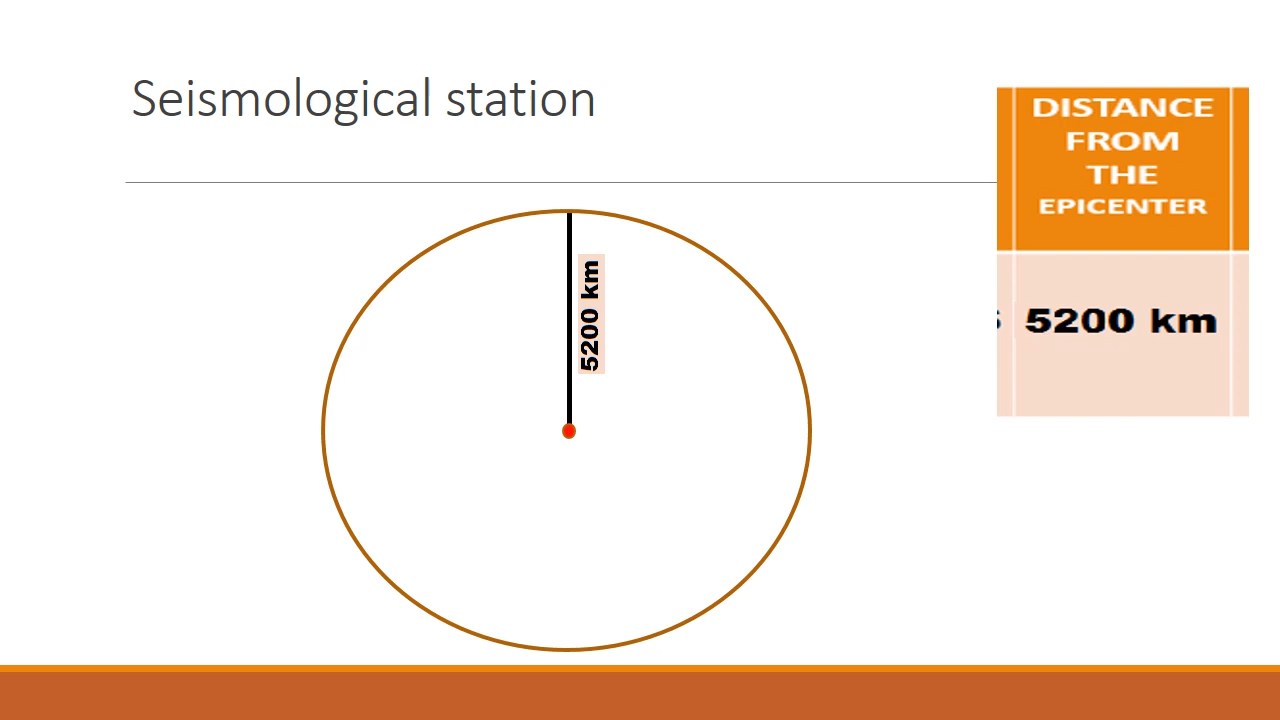 Seismological station
DISTANCE
FROM
THE
EPICENTER
5200 km
5200 km